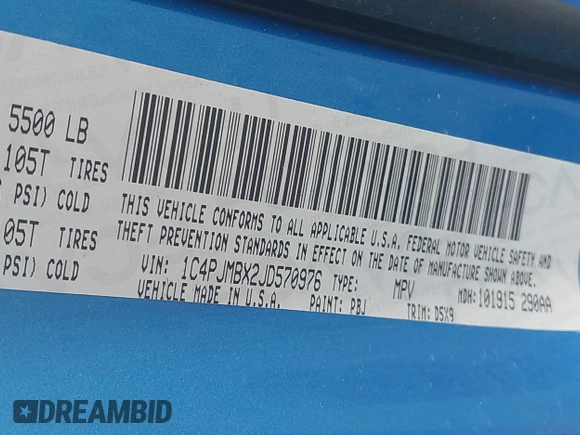 5500 LB
105T TIRES
PSI) COLD
05T TIRES
PSI) COLD
THIS VEHICLE CONFORMS TO ALL APPLICABLE U.S.A. FEDERAL MOTOR VEHICLE SAFETY
THEFT PREVENTION STANDARDS IN EFFECT ON THE DATE OF MANUFACTURE SHOWN ABOVE.
VIN: 1C4PJMBX2JD570976 TYPE: MPV MDH: 101915 290AA
VEHICLE MADE IN U.S.A. PAINT: PBJ TRIM: D5X9
DREAMBID